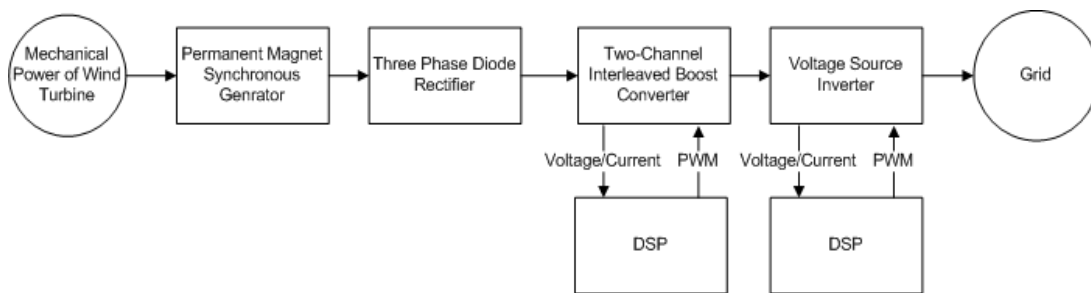 Mechanical
Power of Wind
Turbine
Permanent Magnet
Synchronous
Genrator
Three Phase Diode
Rectifier
Two-Channel
Interleaved Boost
Converter
Voltage Source
Inverter
Grid
Voltage/Current
PWM
Voltage/Current
PWM
DSP
DSP